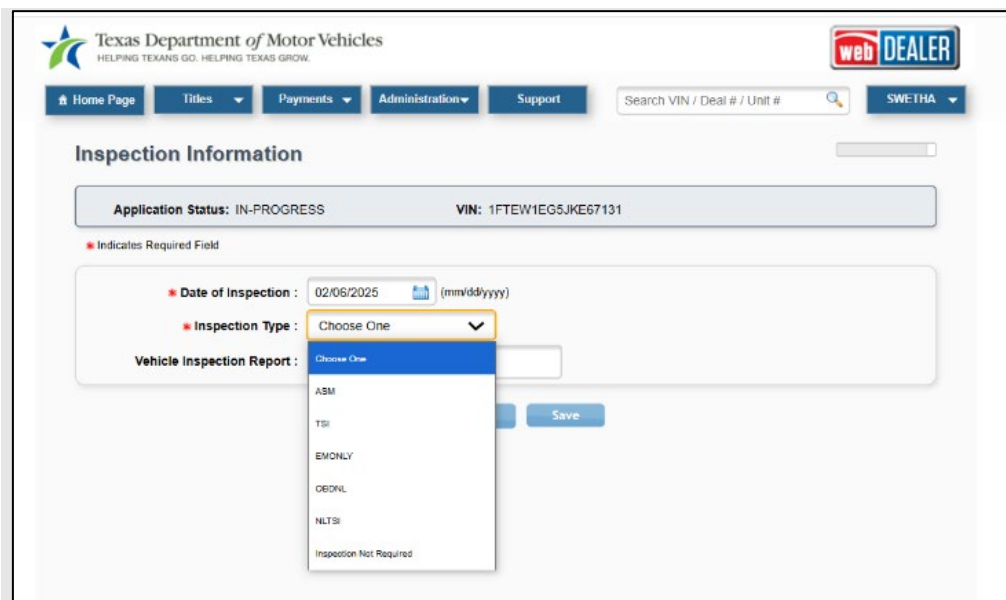 Texas Department of Motor Vehicles
HELPING TEXANS GO. HELPING TEXAS GROW.
web DEALER
Home Page Titles Payments Administration Support Search VIN / Deal # / Unit # SWETHA
Inspection Information
Application Status: IN-PROGRESS VIN: 1FTEW1EG5JKE67131
* Indicates Required Field
* Date of Inspection : 02/06/2025 (mm/dd/yyyy)
* Inspection Type : Choose One
Vehicle Inspection Report : Choose One
ASM
Save
TSI
EMONLY
OBDNL
NLTSI
Inspection Not Required